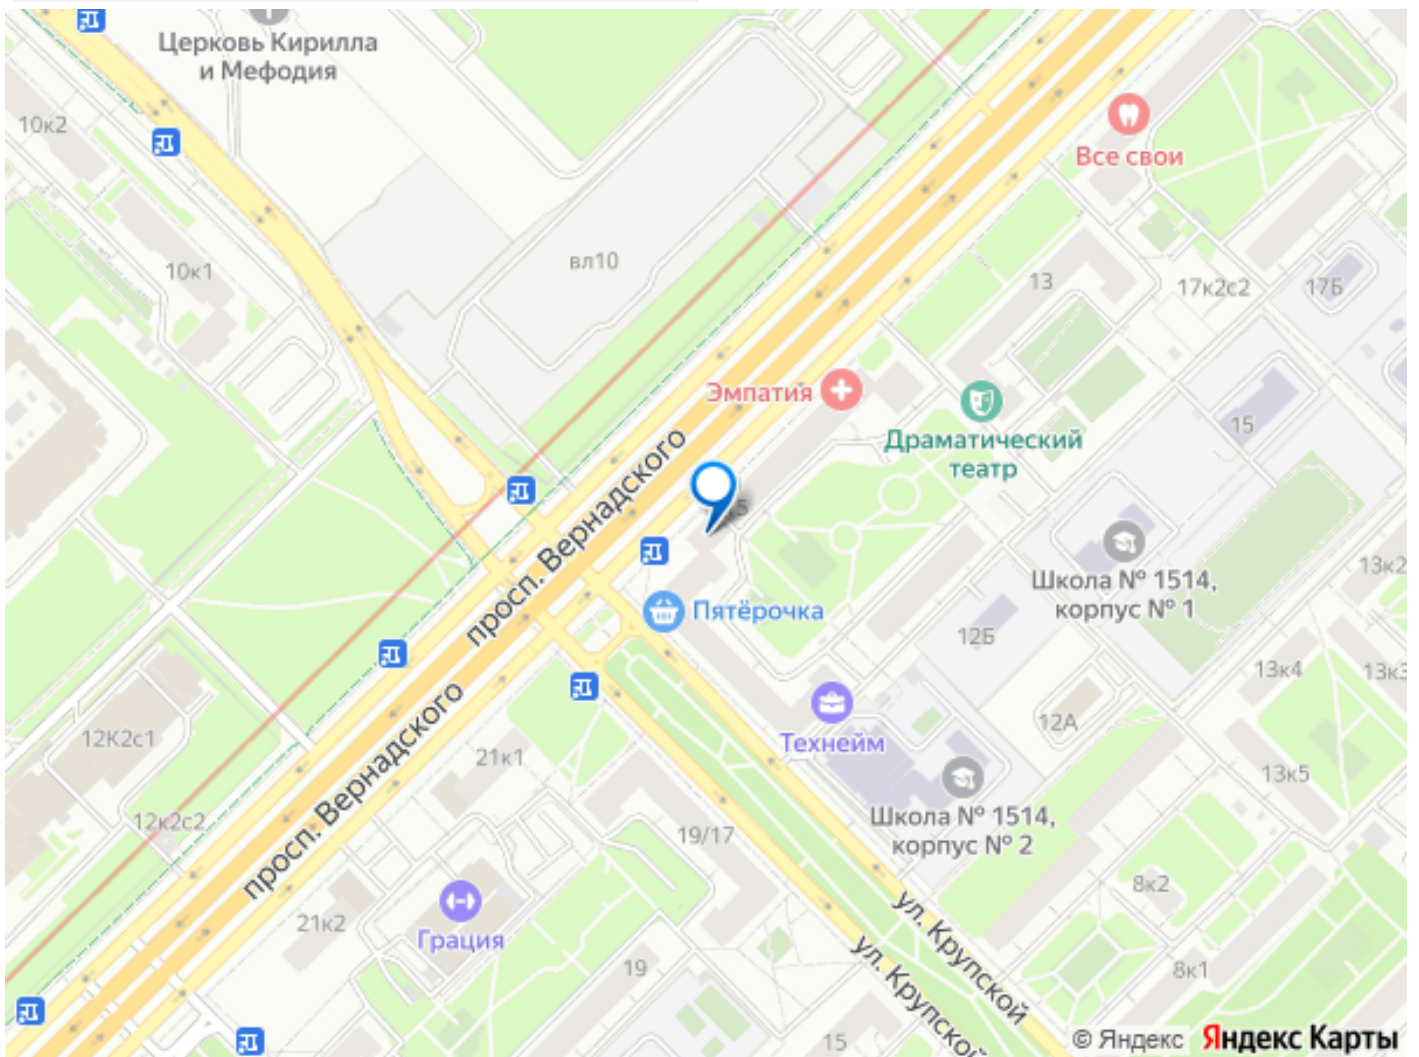 Церковь Кирилла
и Мефодия
10к2
Все свои
10к1
вл10
13
17к2с2
17Б
Эмпатия
15
Драматический
театр
просп. Вернадского
Школа № 1514,
корпус № 1
13к2
Пятёрочка
12Б
13к4
13к3
12А
Технейм
12К2с1
просп. Вернадского
21к1
13к5
12к2с2
19/17
Школа № 1514,
корпус № 2
8к2
21к2
Грация
ул. Крупской
ул. Крупской
19
8к1
15
© Яндекс Яндекс Карты